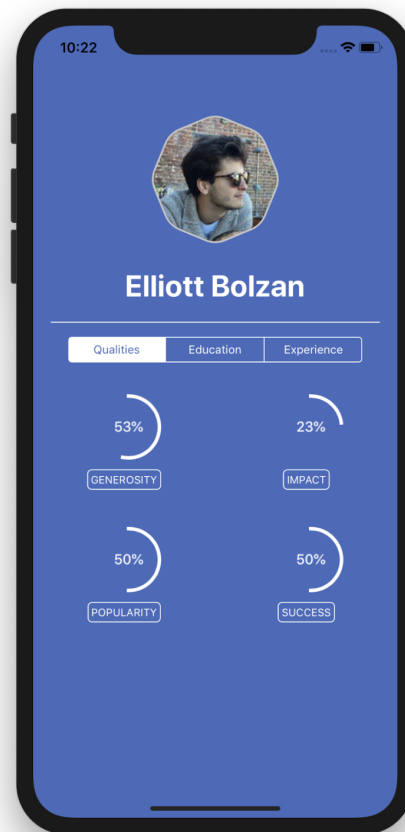 10:22
Elliott Bolzan
Qualities Education Experience
53% 23%
GENEROSITY IMPACT
50% 50%
POPULARITY SUCCESS